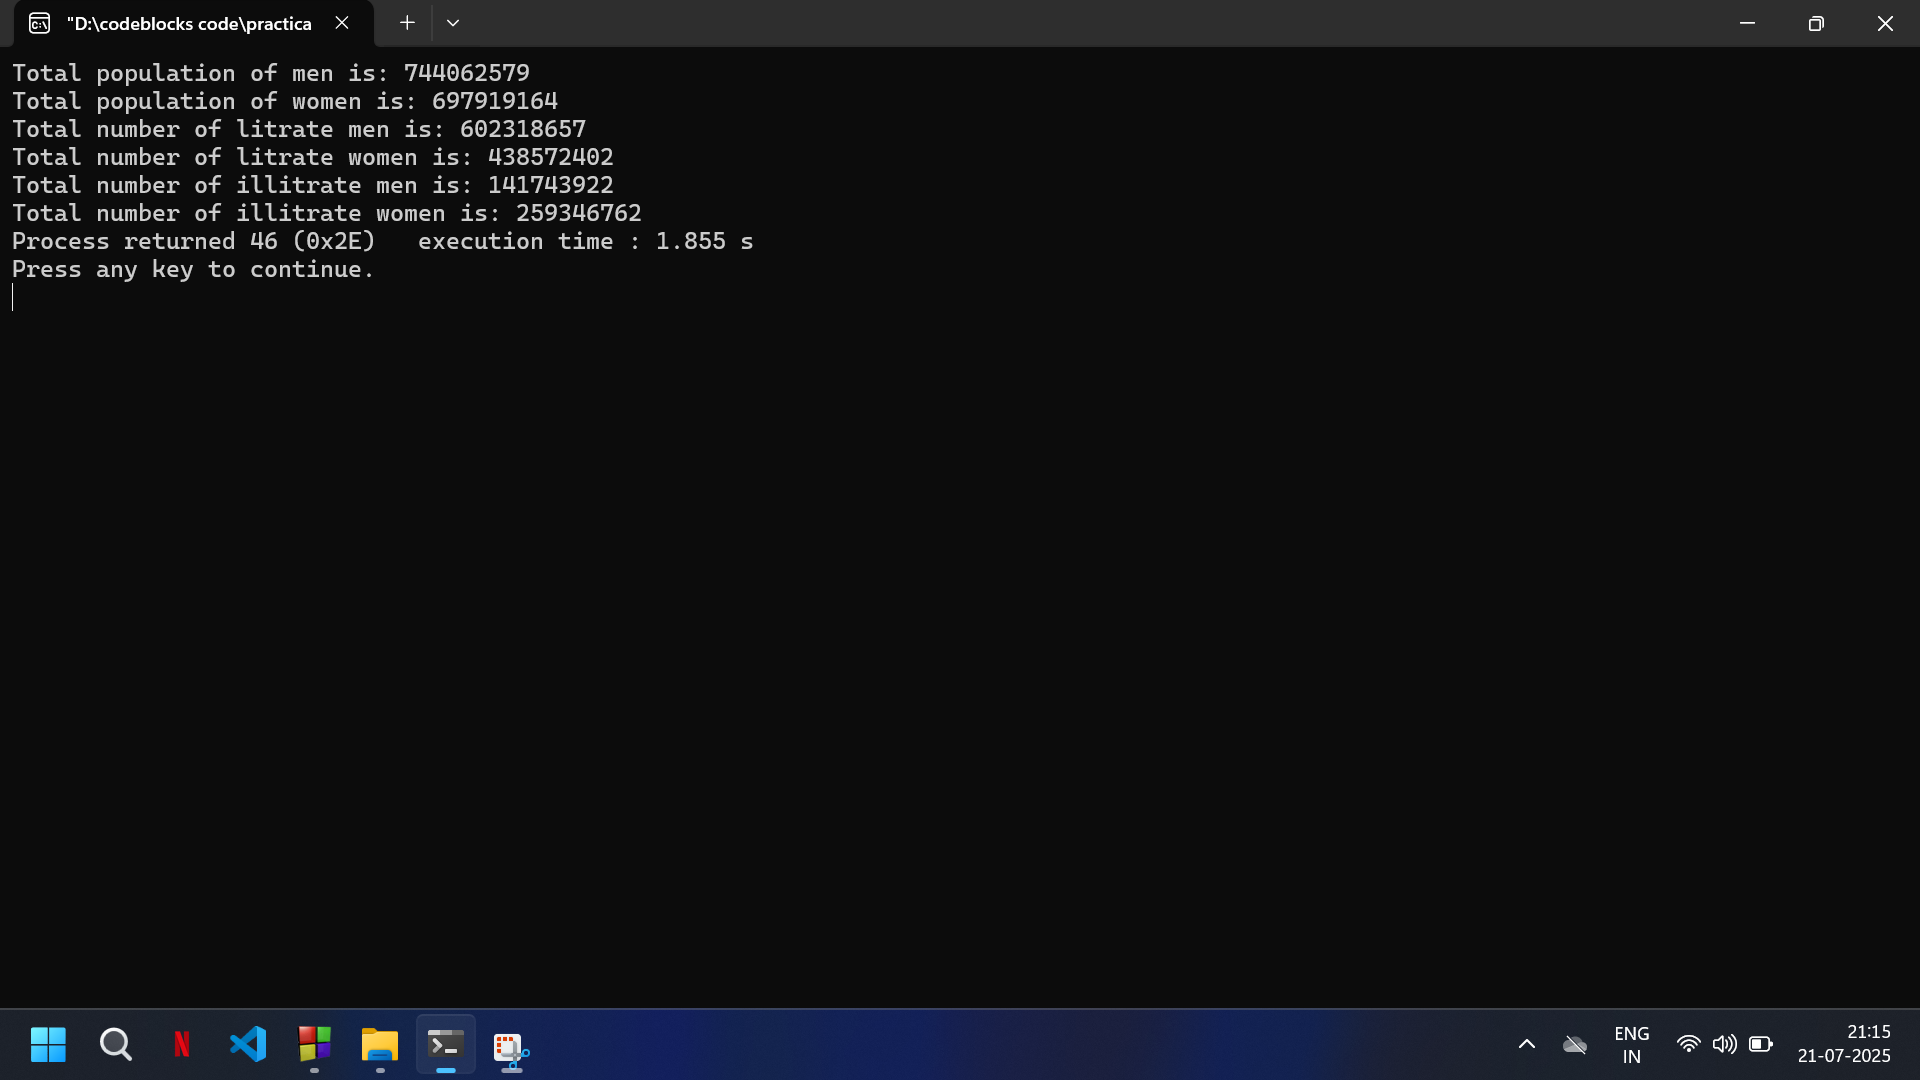 "D:\codeblocks code\practica
Total population of men is: 744062579
Total population of women is: 697919164
Total number of litrate men is: 602318657
Total number of litrate women is: 438572402
Total number of illitrate men is: 141743922
Total number of illitrate women is: 259346762
Process returned 46 (0x2E)   execution time : 1.855 s
Press any key to continue.
ENG
IN
21:15
21-07-2025